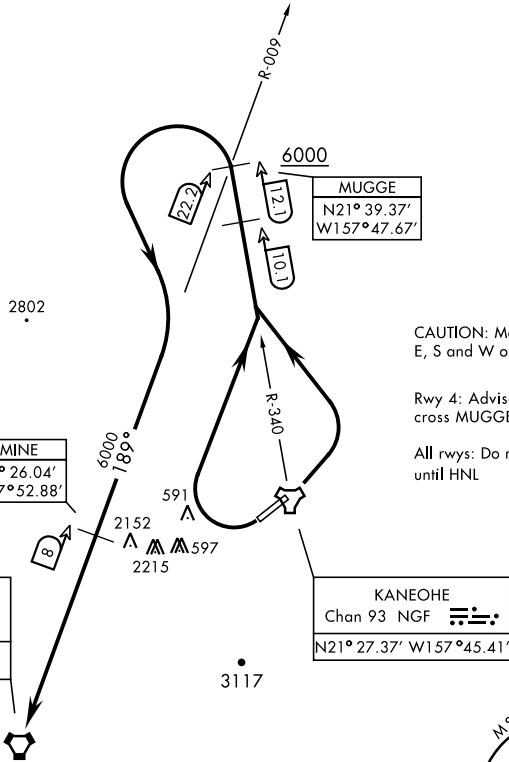 R-009
6000
22.2
12.1
MUGGE
N21° 39.37'
W157° 47.67'
10.1
2802
CAUTION:
E, S and W
Rwy 4:
cross MUGGE
R-340
All rwys: Do
until HNL
6000
189°
MINE
26.04'
52.88'
591
8
2152
597
2215
KANEOHE
Chan 93 NGF
N21° 27.37' W157° 45.41'
3117